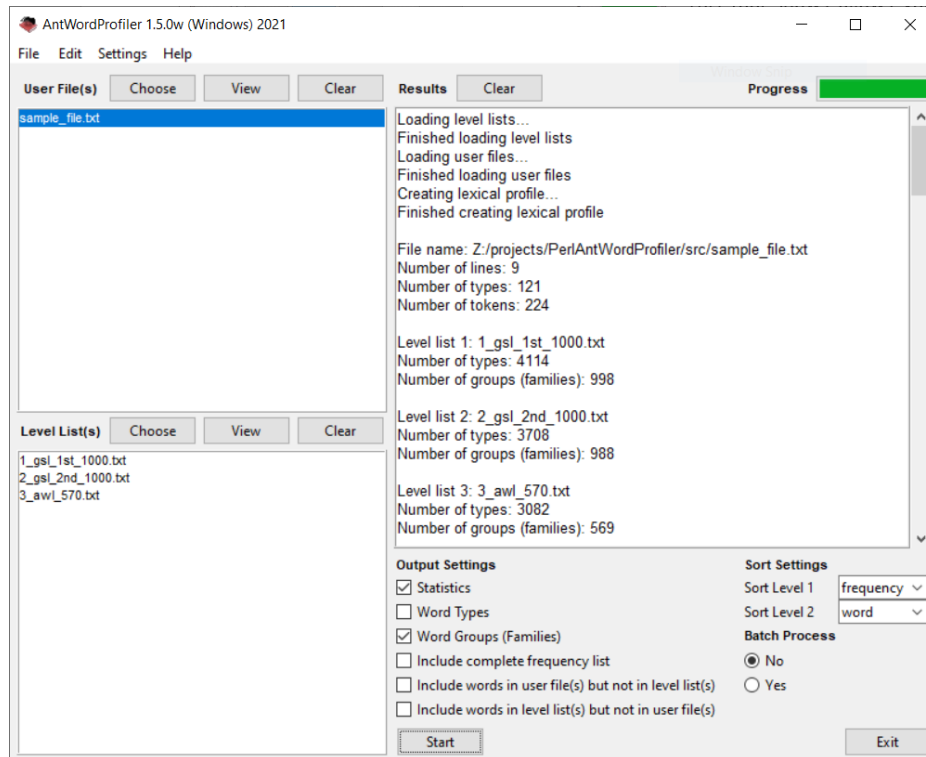 AntWordProfiler 1.5.0w (Windows) 2021
File Edit Settings Help
User File(s) Choose View Clear
sample_file.txt
Level List(s) Choose View Clear
1_gsl_1st_1000.txt
2_gsl_2nd_1000.txt
3_awl_570.txt
Results Clear Progress
Loading level lists...
Finished loading level lists
Loading user files...
Finished loading user files
Creating lexical profile...
Finished creating lexical profile
File name: Z:/projects/PerlAntWordProfiler/src/sample_file.txt
Number of lines: 9
Number of types: 121
Number of tokens: 224
Level list 1: 1_gsl_1st_1000.txt
Number of types: 4114
Number of groups (families): 998
Level list 2: 2_gsl_2nd_1000.txt
Number of types: 3708
Number of groups (families): 988
Level list 3: 3_awl_570.txt
Number of types: 3082
Number of groups (families): 569
Output Settings
Statistics
Word Types
Word Groups (Families)
Include complete frequency list
Include words in user file(s) but not in level list(s)
Include words in level list(s) but not in user file(s)
Start
Sort Settings
Sort Level 1 frequency
Sort Level 2 word
Batch Process
No
Yes
Exit